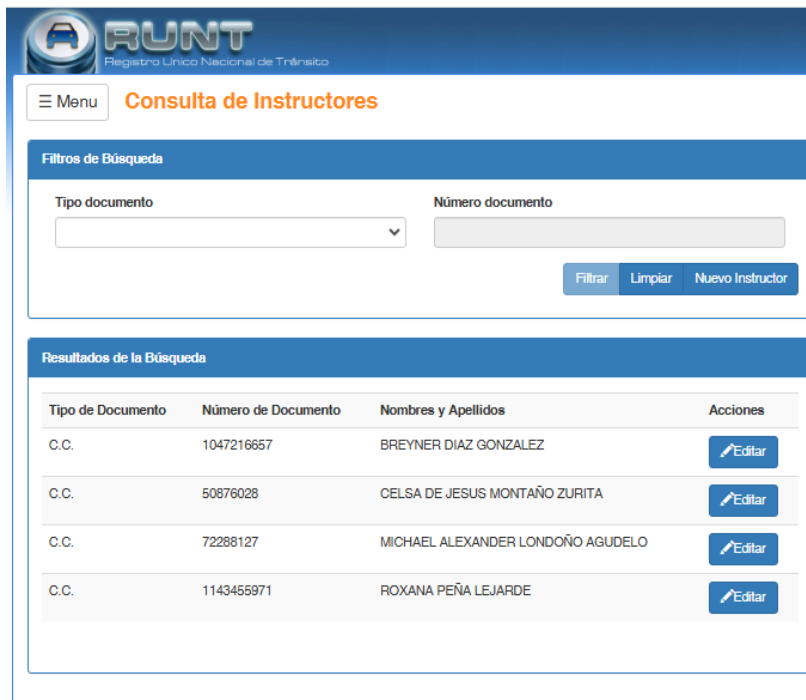 RUNT
Registro Unico Nacional de Tránsito
☰ Menu Consulta de Instructores
Filtros de Búsqueda
Tipo documento Número documento
Filtrar Limpiar Nuevo Instructor
Resultados de la Búsqueda
Tipo de Documento Número de Documento Nombres y Apellidos Acciones
C.C. 1047216657 BREYNER DIAZ GONZALEZ Editar
C.C. 50876028 CELSA DE JESUS MONTAÑO ZURITA Editar
C.C. 72288127 MICHAEL ALEXANDER LONDOÑO AGUDELO Editar
C.C. 1143455971 ROXANA PEÑA LEJARDE Editar